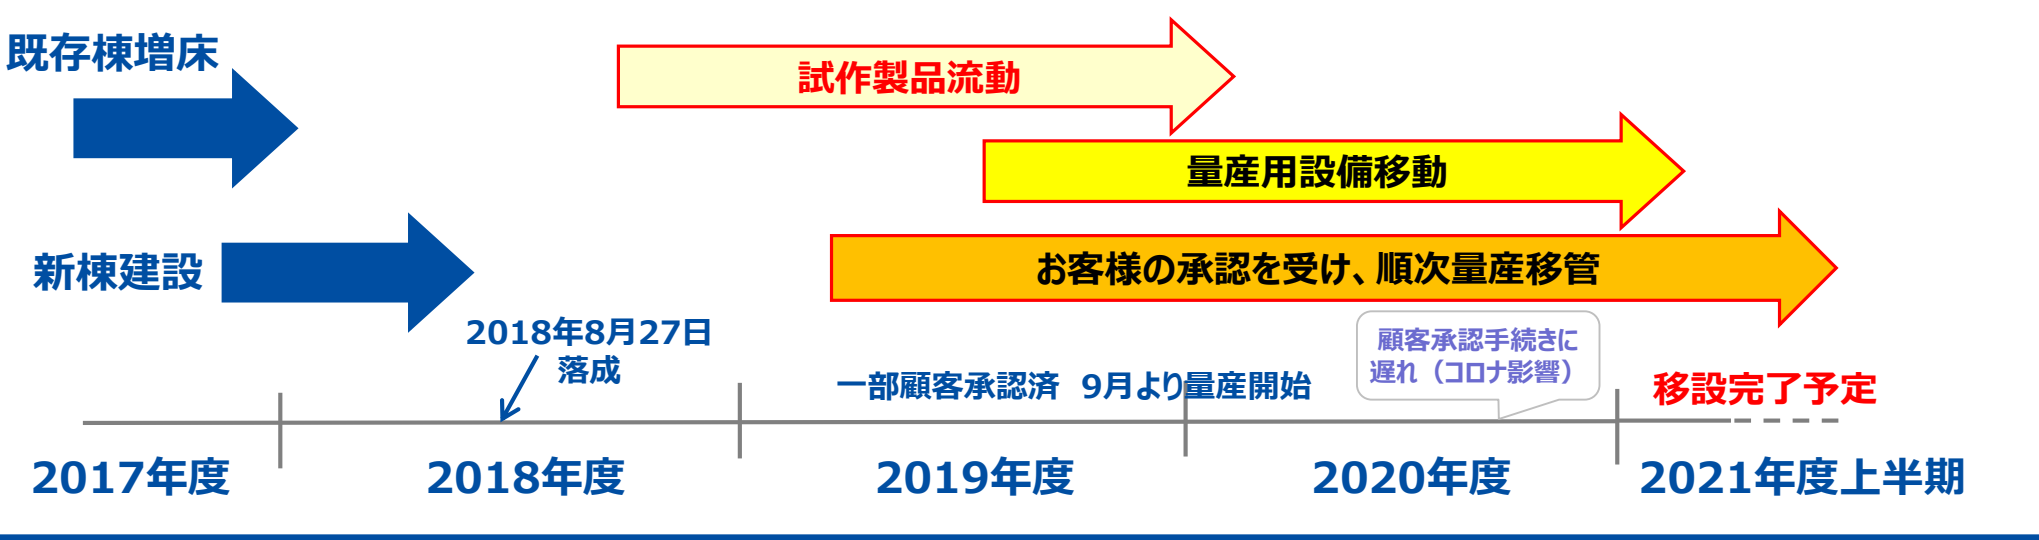 既存棟増床
試作製品流動
量産用設備移動
新棟建設
お客様の承認を受け、順次量産移管
2018年8月27日
落成
一部顧客承認済　9月より量産開始
顧客承認手続きに
遅れ（コロナ影響）
移設完了予定
2017年度
2018年度
2019年度
2020年度
2021年度上半期